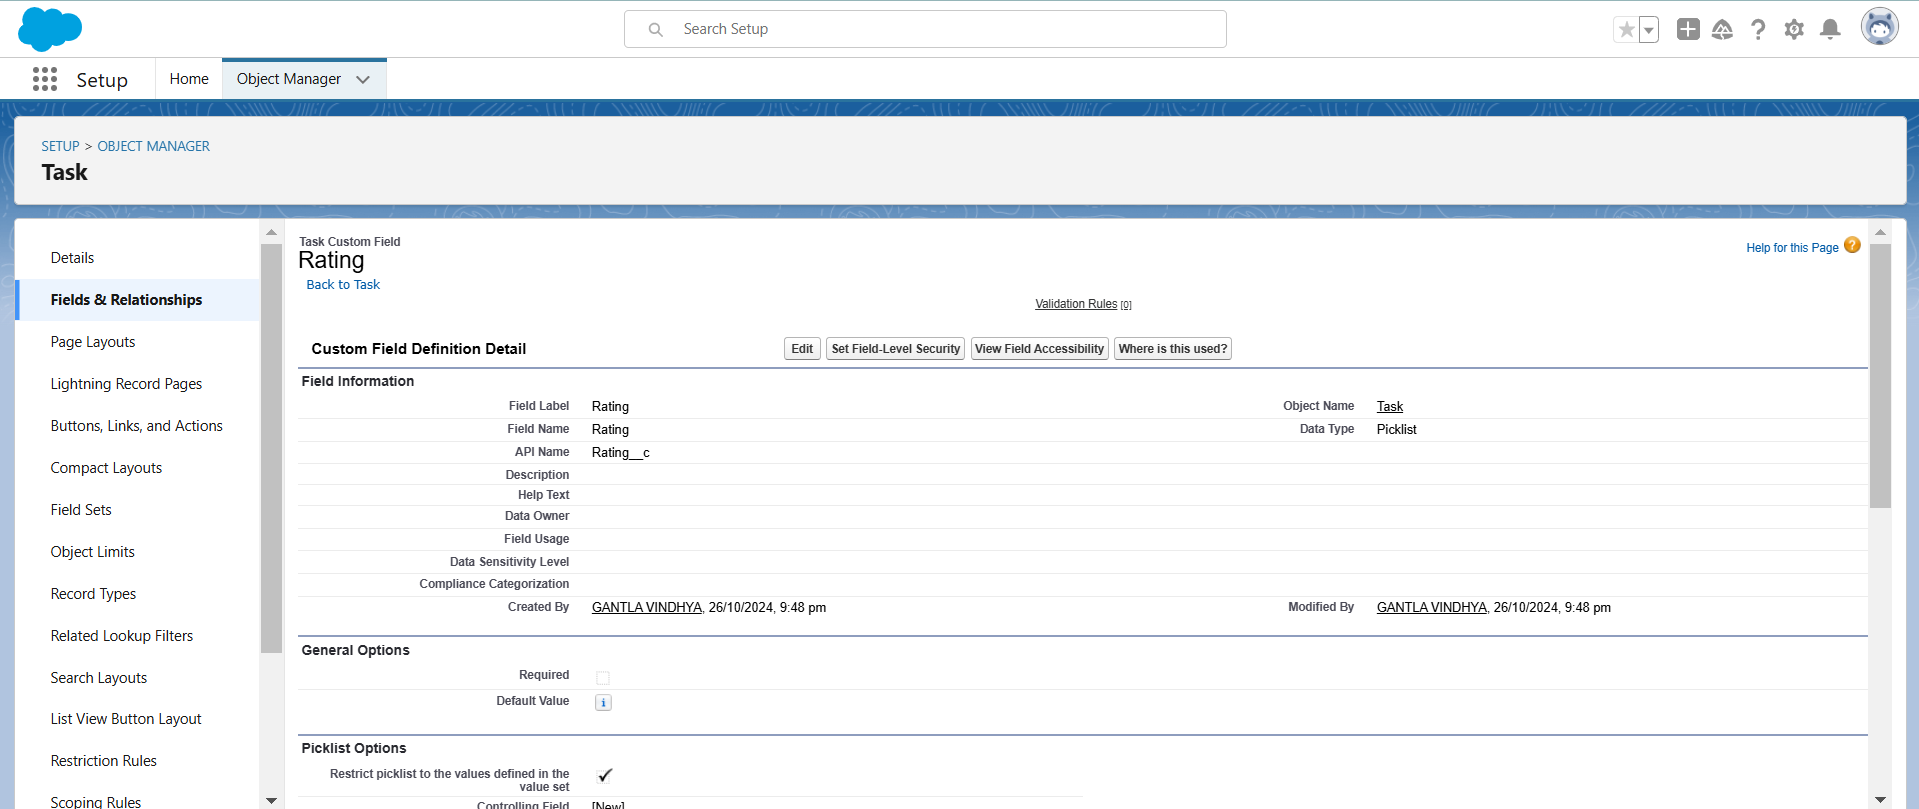 Search Setup
Setup
Home
Object Manager
SETUP > OBJECT MANAGER
Task
Details
Fields & Relationships
Page Layouts
Lightning Record Pages
Buttons, Links, and Actions
Compact Layouts
Field Sets
Object Limits
Record Types
Related Lookup Filters
Search Layouts
List View Button Layout
Restriction Rules
Scoping Rules
Task Custom Field
Rating
Back to Task
Help for this Page ?
Validation Rules [0]
Custom Field Definition Detail
Edit
Set Field-Level Security
View Field Accessibility
Where is this used?
Field Information
Field Label Rating Object Name Task
Field Name Rating Data Type Picklist
API Name Rating__c
Description
Help Text
Data Owner
Field Usage
Data Sensitivity Level
Compliance Categorization
Created By GANTLA VINDHYA, 26/10/2024, 9:48 pm Modified By GANTLA VINDHYA, 26/10/2024, 9:48 pm
General Options
Required
Default Value i
Picklist Options
Restrict picklist to the values defined in the
value set
Controlling Field [New]